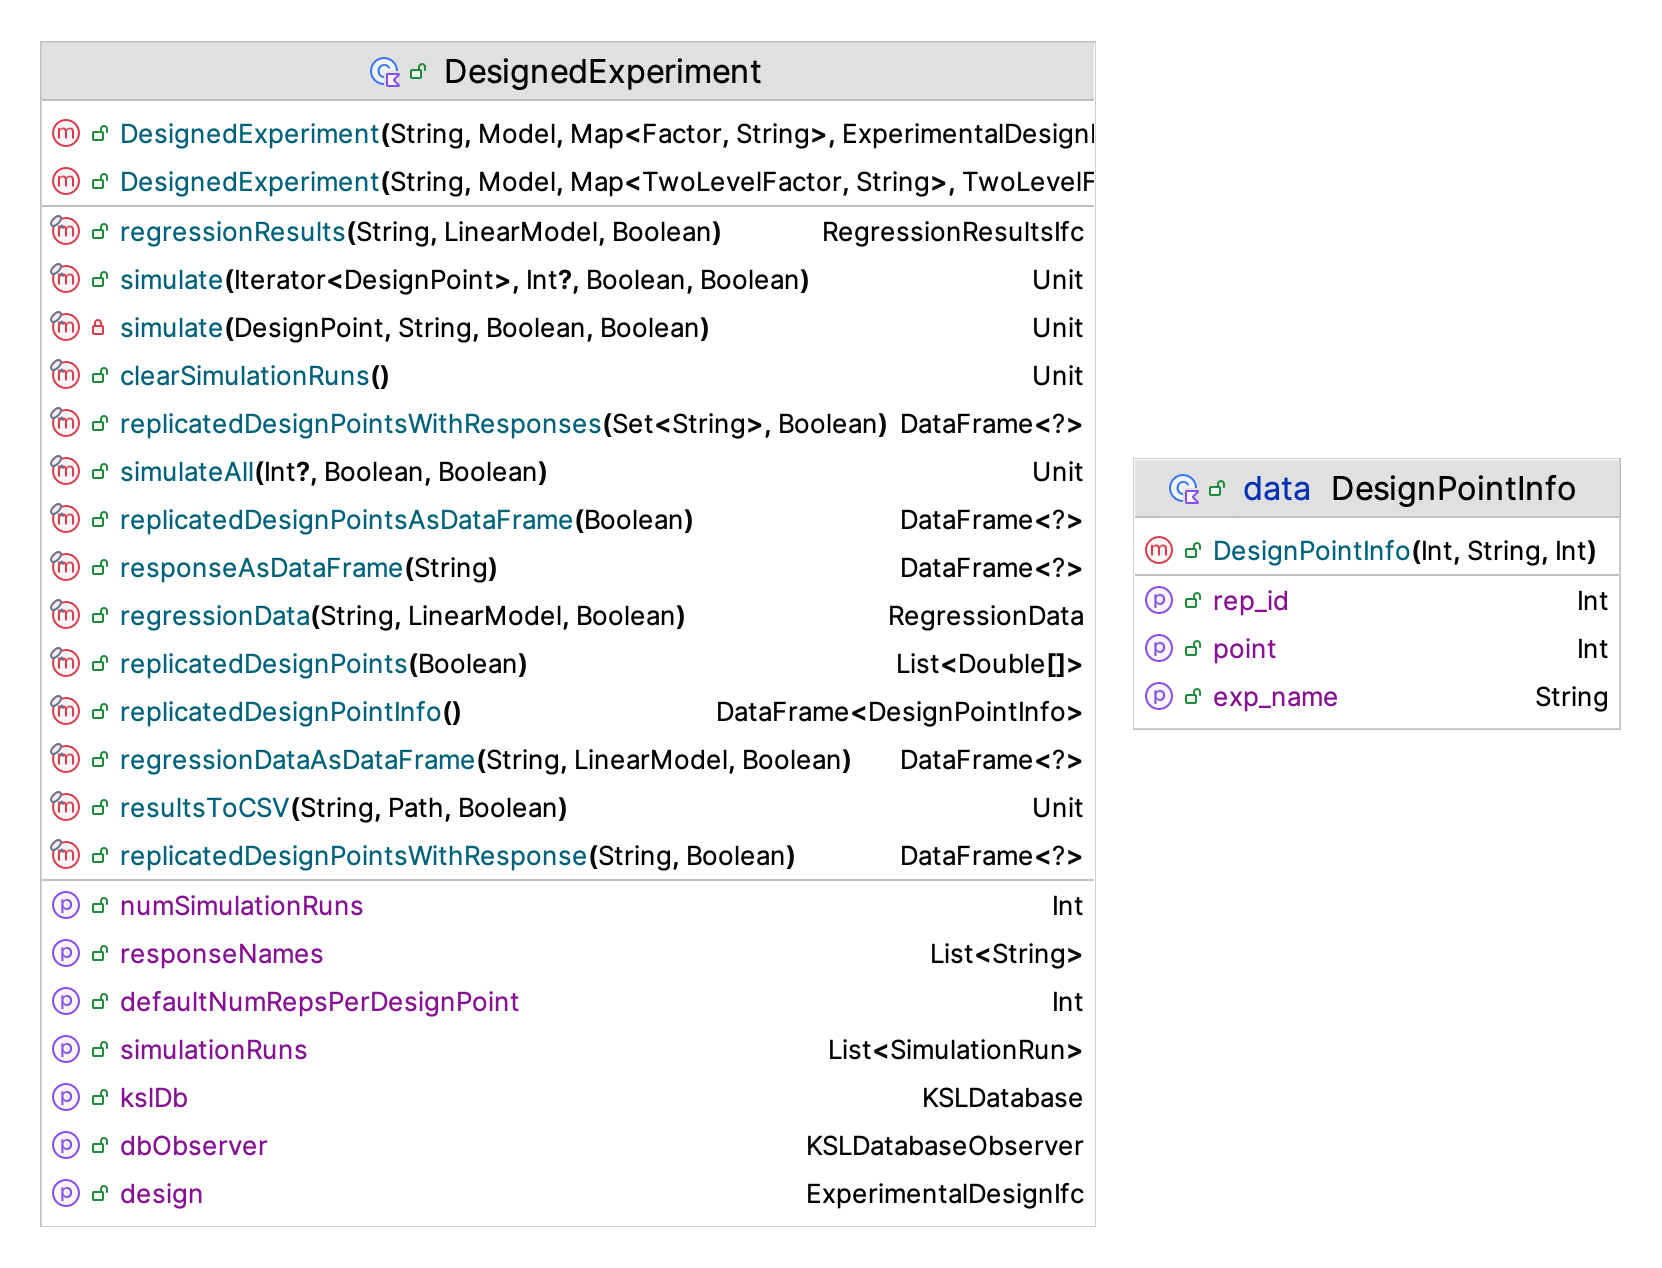 DesignedExperiment
DesignedExperiment(String, Model, Map<Factor, String>, ExperimentalDesignI
DesignedExperiment(String, Model, Map<TwoLevelFactor, String>, TwoLevelF
regressionResults(String, LinearModel, Boolean) RegressionResultsIfc
simulate(Iterator<DesignPoint>, Int?, Boolean, Boolean) Unit
simulate(DesignPoint, String, Boolean, Boolean) Unit
clearSimulationRuns() Unit
replicatedDesignPointsWithResponses(Set<String>, Boolean) DataFrame<?>
simulateAll(Int?, Boolean, Boolean) Unit
replicatedDesignPointsAsDataFrame(Boolean) DataFrame<?>
responseAsDataFrame(String) DataFrame<?>
regressionData(String, LinearModel, Boolean) RegressionData
replicatedDesignPoints(Boolean) List<Double[]>
replicatedDesignPointInfo() DataFrame<DesignPointInfo>
regressionDataAsDataFrame(String, LinearModel, Boolean) DataFrame<?>
resultsToCSV(String, Path, Boolean) Unit
replicatedDesignPointsWithResponse(String, Boolean) DataFrame<?>
numSimulationRuns Int
responseNames List<String>
defaultNumRepsPerDesignPoint Int
simulationRuns List<SimulationRun>
kslDb KSLDatabase
dbObserver KSLDatabaseObserver
design ExperimentalDesignIfc
data DesignPointInfo
DesignPointInfo(Int, String, Int)
rep_id Int
point Int
exp_name String